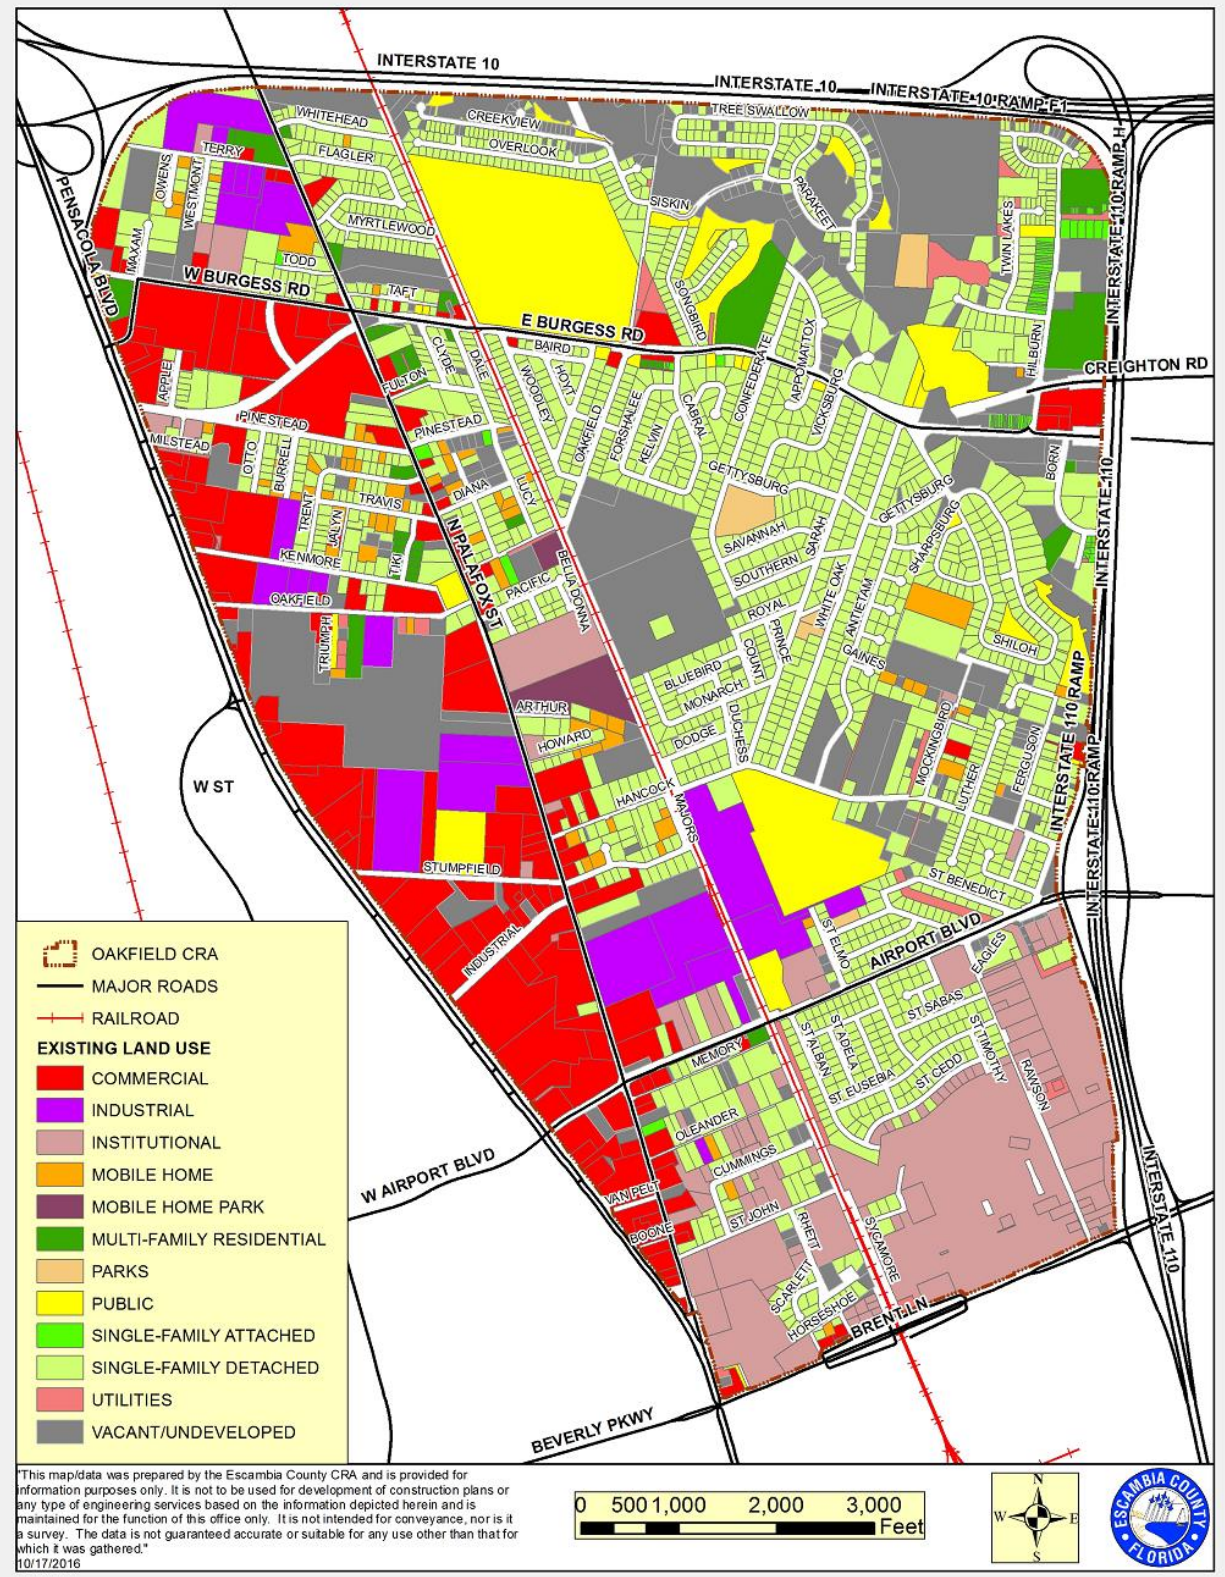 INTERSTATE 10
INTERSTATE 10
INTERSTATE 10 RAMP F1
WHITEHEAD
CREEKVIEW
TREE SWALLOW
TERRY
FLAGLER
OVERLOOK
INTERSTATE 110 RAMP H
OWENS
WESTMONT
PENSACOLA BLVD
MYRTLEWOOD
SISKIN
PARAKEET
TWIN LAKES
MAXAM
TODD
W BURGESS RD
TAFT
SONGBIRD
E BURGESS RD
CLYDE
DALE
BAIRD
HOYT
WOODLEY
CONFEDERATE
APPOMATTOX
VICKSBURG
HILBURN
CREIGHTON RD
APPLE
FULTON
PINESTEAD
PINESTEAD
MILSTEAD
OTTO
BURRELL
OAKFIELD
FORSHALEE
KELVIN
CABRAL
GETTYSBURG
GETTYSBURG
BORN
INTERSTATE 110
DIANA
LUCY
TRAVIS
TRENT
JALYN
TIKI
KENMORE
N PALAFOX ST
SAVANNAH
SARAH
SOUTHERN
SHARPSBURG
OAKFIELD
PACIFIC
BELLA DONNA
ROYAL
PRINCE
COUNT
WHITE OAK
ANTIETAM
GAINES
SHILOH
TRIUMPH
BLUEBIRD
MONARCH
DUCHESS
DODGE
ARTHUR
HOWARD
MOCKINGBIRD
LUTHER
FERGUSON
INTERSTATE 110 RAMP
INTERSTATE 110 RAMP
W ST
HANCOCK
MAJORS
STUMPFIELD
ST BENEDICT
INDUSTRIAL
ST ELMO
AIRPORT BLVD
EAGLES
ST SABAS
ST ADELA
ST ALBAN
ST TIMOTHY
MEMORY
ST EUSEBIA
ST CEDD
RAWSON
OLEANDER
CUMMINGS
W AIRPORT BLVD
VAN PELT
BOONE
ST JOHN
RHETT
SYCAMORE
SCARLETT
HORSESHOE
BRENT LN
INTERSTATE 110
BEVERLY PKWY
OAKFIELD CRA
MAJOR ROADS
RAILROAD
EXISTING LAND USE
COMMERCIAL
INDUSTRIAL
INSTITUTIONAL
MOBILE HOME
MOBILE HOME PARK
MULTI-FAMILY RESIDENTIAL
PARKS
PUBLIC
SINGLE-FAMILY ATTACHED
SINGLE-FAMILY DETACHED
UTILITIES
VACANT/UNDEVELOPED
"This map/data was prepared by the Escambia County CRA and is provided for
information purposes only. It is not to be used for development of construction plans or
any type of engineering services based on the information depicted herein and is
maintained for the function of this office only. It is not intended for conveyance, nor is it
a survey. The data is not guaranteed accurate or suitable for any use other than that for
which it was gathered."
10/17/2016
0 500 1,000 2,000 3,000
Feet
N
W E
S
ESCAMBIA COUNTY
FLORIDA